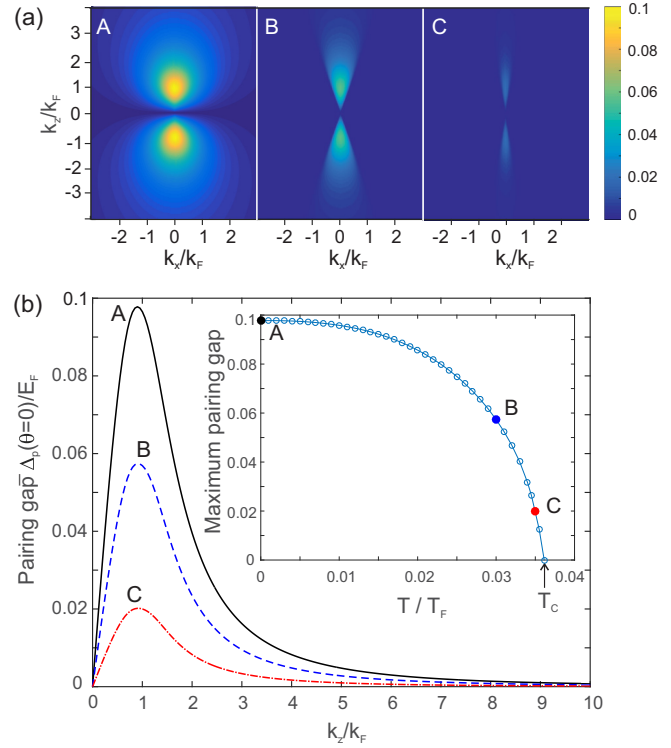 (a)
A
B
C
3
2
1
0
-1
-2
-3
k_z/k_F
-2 -1 0 1 2
-2 -1 0 1 2
-2 -1 0 1 2
k_x/k_F
k_x/k_F
k_x/k_F
0.1
0.08
0.06
0.04
0.02
0
(b)
0.1
0.08
0.06
0.04
0.02
0
Pairing gap Δ̄_p(θ=0)/E_F
A
B
C
0 1 2 3 4 5 6 7 8 9 10
k_z/k_F
0.1
0.08
0.06
0.04
0.02
0
Maximum pairing gap
A
B
C
0 0.01 0.02 0.03 0.04
T / T_F
T_C